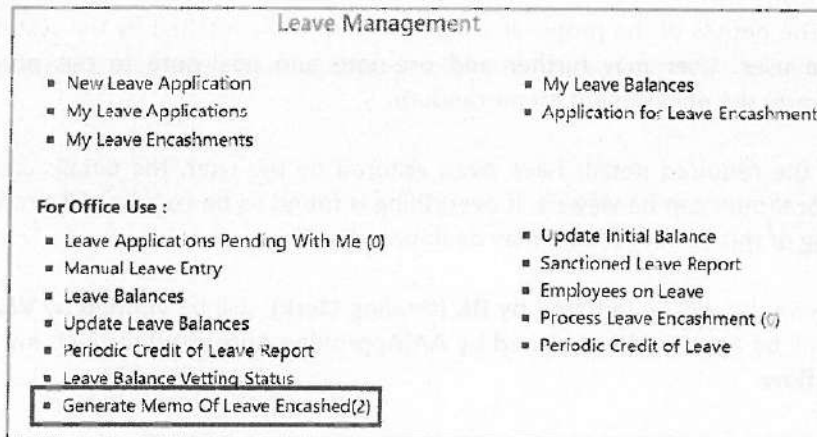 Leave Management
New Leave Application
My Leave Applications
My Leave Encashments
My Leave Balances
Application for Leave Encashment
For Office Use :
Leave Applications Pending With Me (0)
Manual Leave Entry
Leave Balances
Update Leave Balances
Periodic Credit of Leave Report
Leave Balance Vetting Status
Generate Memo Of Leave Encashed(2)
Update Initial Balance
Sanctioned Leave Report
Employees on Leave
Process Leave Encashment (0)
Periodic Credit of Leave